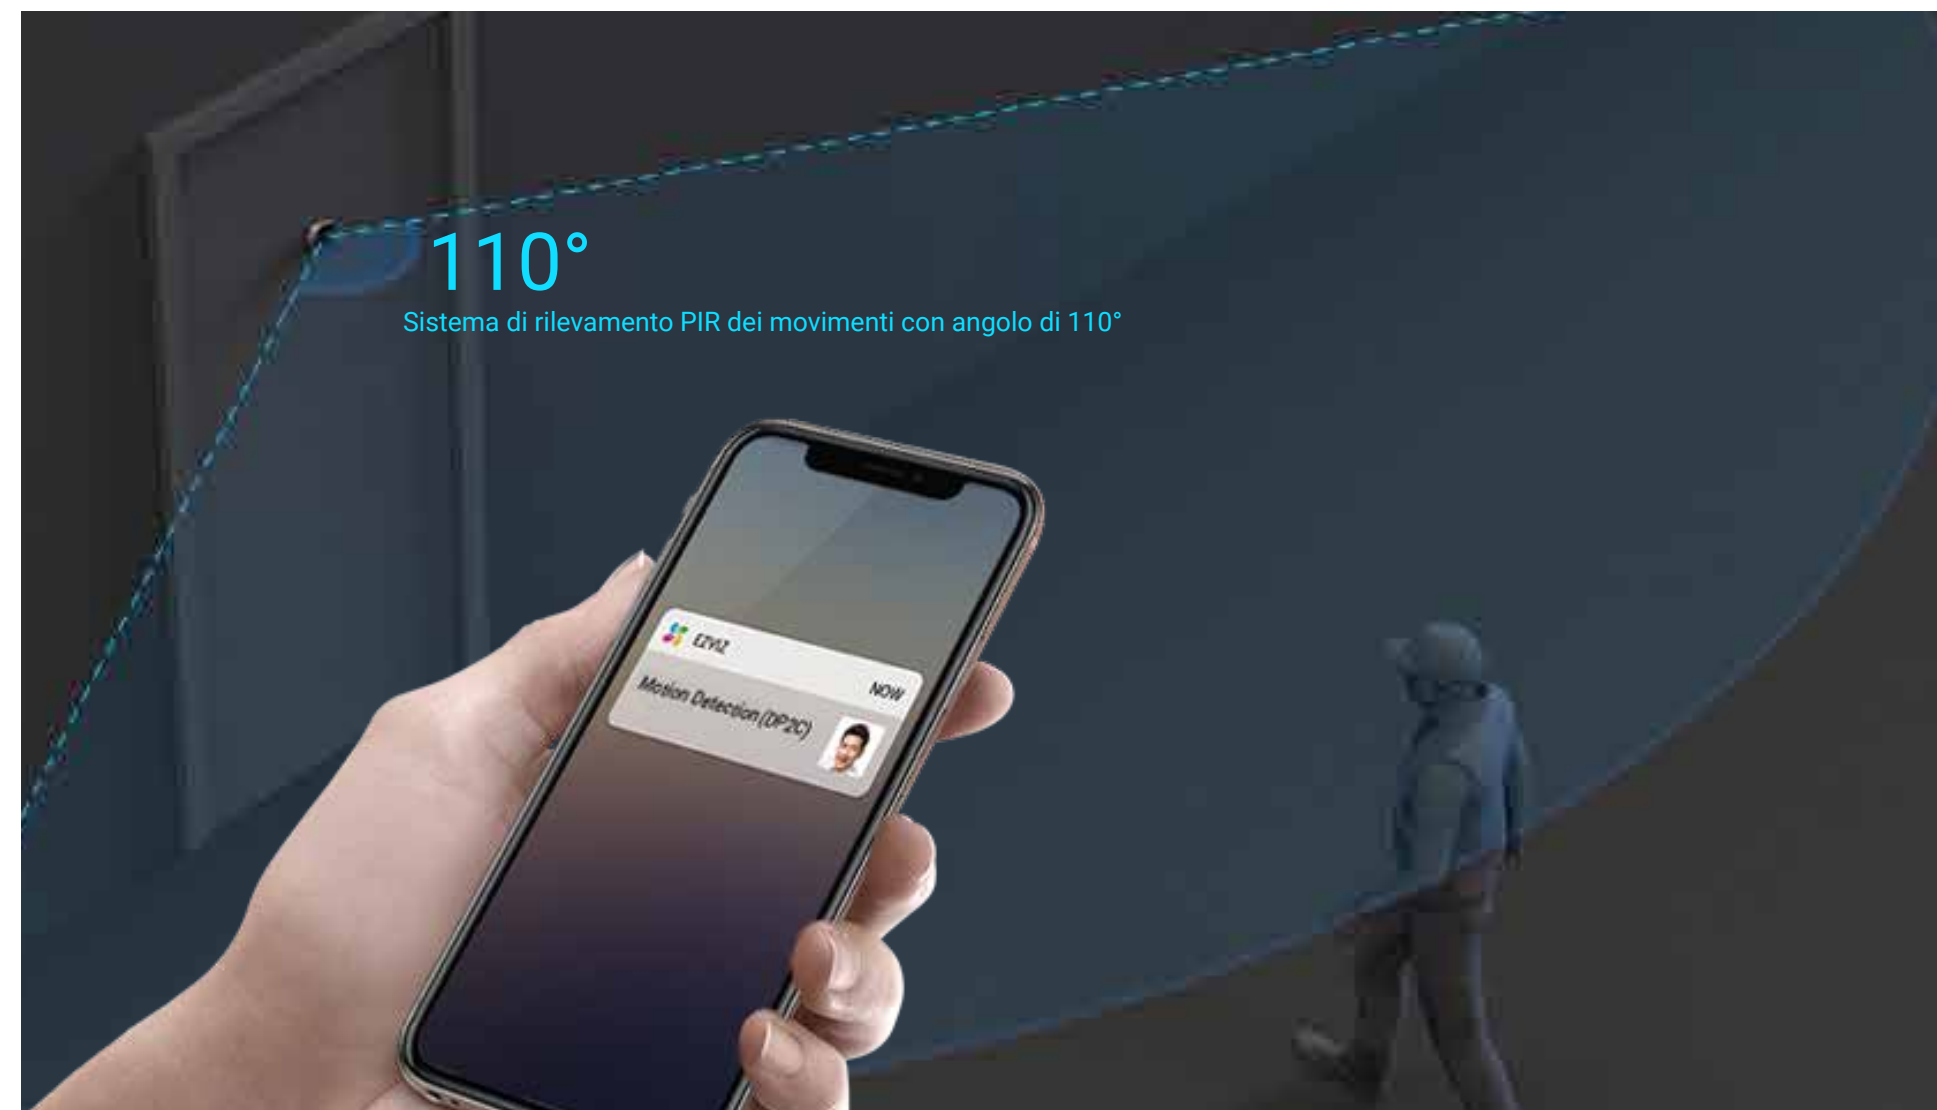 110°
Sistema di rilevamento PIR dei movimenti con angolo di 110°
EZVIZ
NOW
Motion Detection (DP2C)